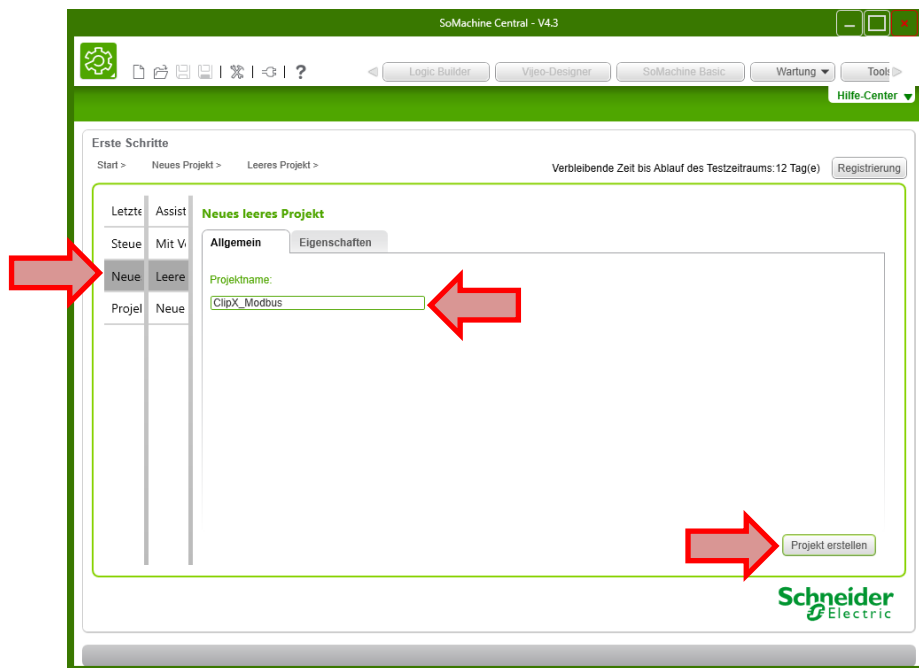 SoMachine Central - V4.3
Logic Builder Vijeo-Designer SoMachine Basic Wartung Tools
Hilfe-Center
Erste Schritte
Start > Neues Projekt > Leeres Projekt >
Verbleibende Zeit bis Ablauf des Testzeitraums:12 Tag(e) Registrierung
Letzte Assist
Steue Mit V
Neue Leere
Projel Neue
Neues leeres Projekt
Allgemein Eigenschaften
Projektname:
ClipX_Modbus
Projekt erstellen
Schneider
Electric